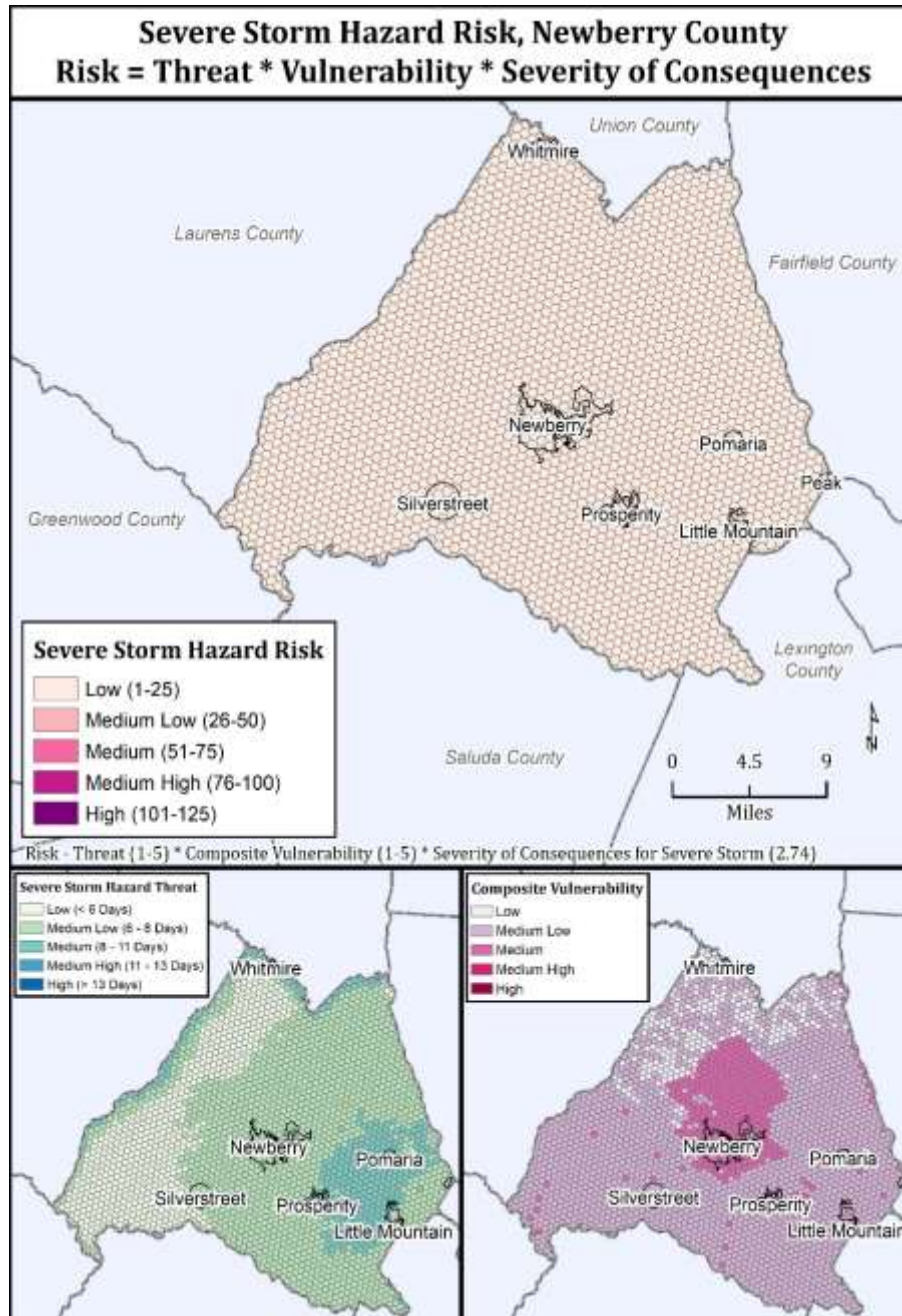 Severe Storm Hazard Risk, Newberry County
Risk = Threat * Vulnerability * Severity of Consequences
Union County
Whitmire
Laurens County
Fairfield County
Newberry
Pomaria
Peak
Silverstreet
Greenwood County
Prosperity
Little Mountain
Severe Storm Hazard Risk
Low (1-25)
Medium Low (26-50)
Medium (51-75)
Medium High (76-100)
High (101-125)
Lexington
County
Saluda County
N
0 4.5 9
Miles
Risk - Threat (1-5) * Composite Vulnerability (1-5) * Severity of Consequences for Severe Storm (2.74)
Severe Storm Hazard Threat
Low (< 6 Days)
Medium Low (6 - 8 Days)
Medium (8 - 11 Days)
Medium High (11 - 13 Days)
High (> 13 Days)
Whitmire
Newberry
Pomaria
Silverstreet
Prosperity
Little Mountain
Composite Vulnerability
Low
Medium Low
Medium
Medium High
High
Whitmire
Newberry
Pomaria
Silverstreet
Prosperity
Little Mountain